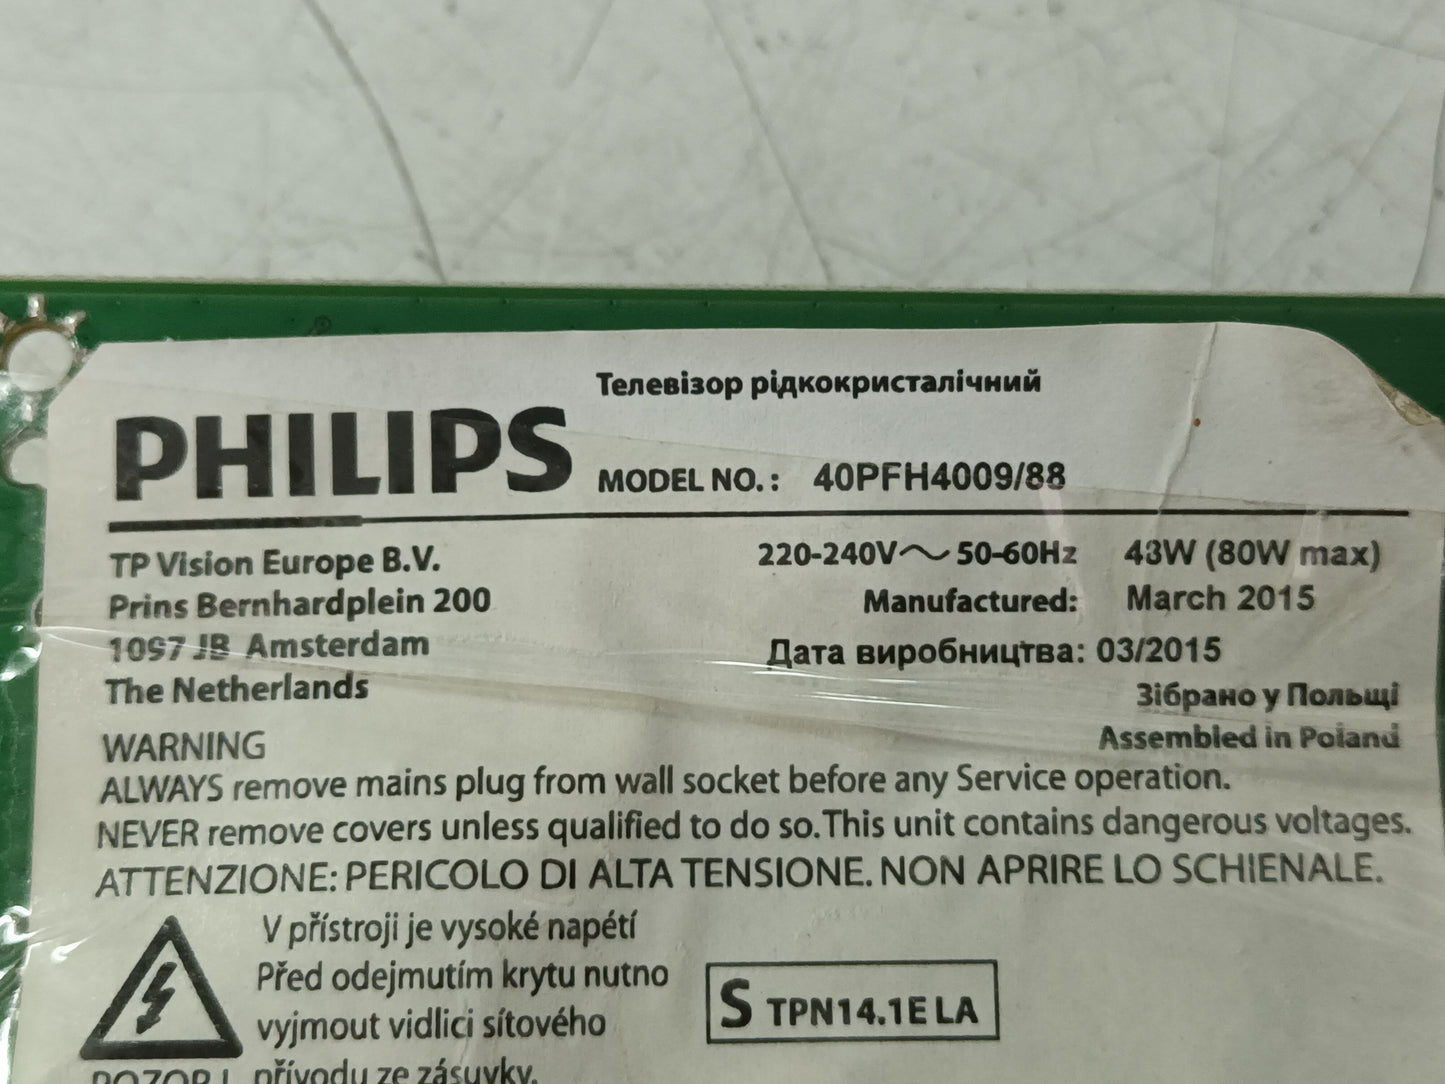 Телевізор рідкокристалічний
PHILIPS
MODEL NO. : 40PFH4009/88
TP Vision Europe B.V.
Prins Bernhardplein 200
1097 JB Amsterdam
The Netherlands
220-240V~ 50-60Hz 43W (80W max)
Manufactured: March 2015
Дата виробництва: 03/2015
Зібрано у Польщі
Assembled in Poland
WARNING
ALWAYS remove mains plug from wall socket before any Service operation.
NEVER remove covers unless qualified to do so.This unit contains dangerous voltages.
ATTENZIONE: PERICOLO DI ALTA TENSIONE. NON APRIRE LO SCHIENALE.
V přístroji je vysoké napétí
Před odejmutím krytu nutno
vyjmout vidlici sítového
přívodu ze zásuvky.
S TPN14.1E LA